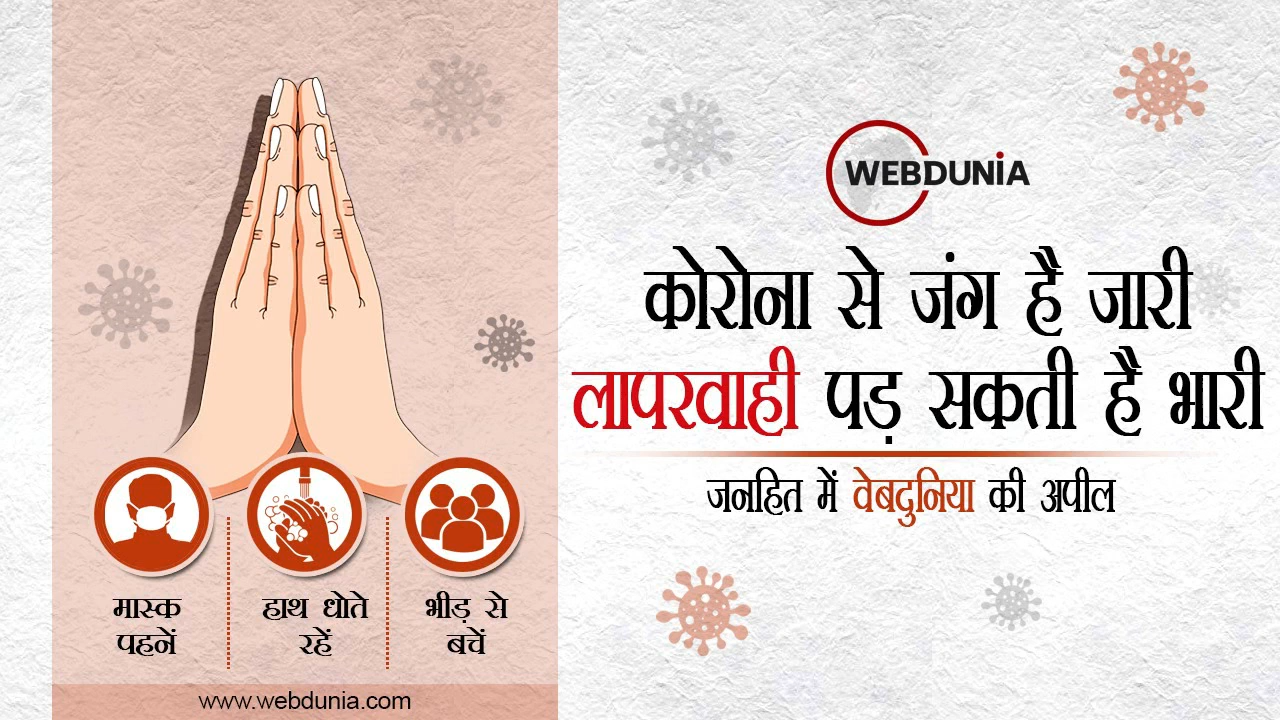 मास्क
पहनें
हाथ धोते
रहें
भीड़ से
बचें
www.webdunia.com
WEBDUNIA
कोरोना से जंग है जारी
लापरवाही पड़ सकती है भारी
जनहित में वेबदुनिया की अपील